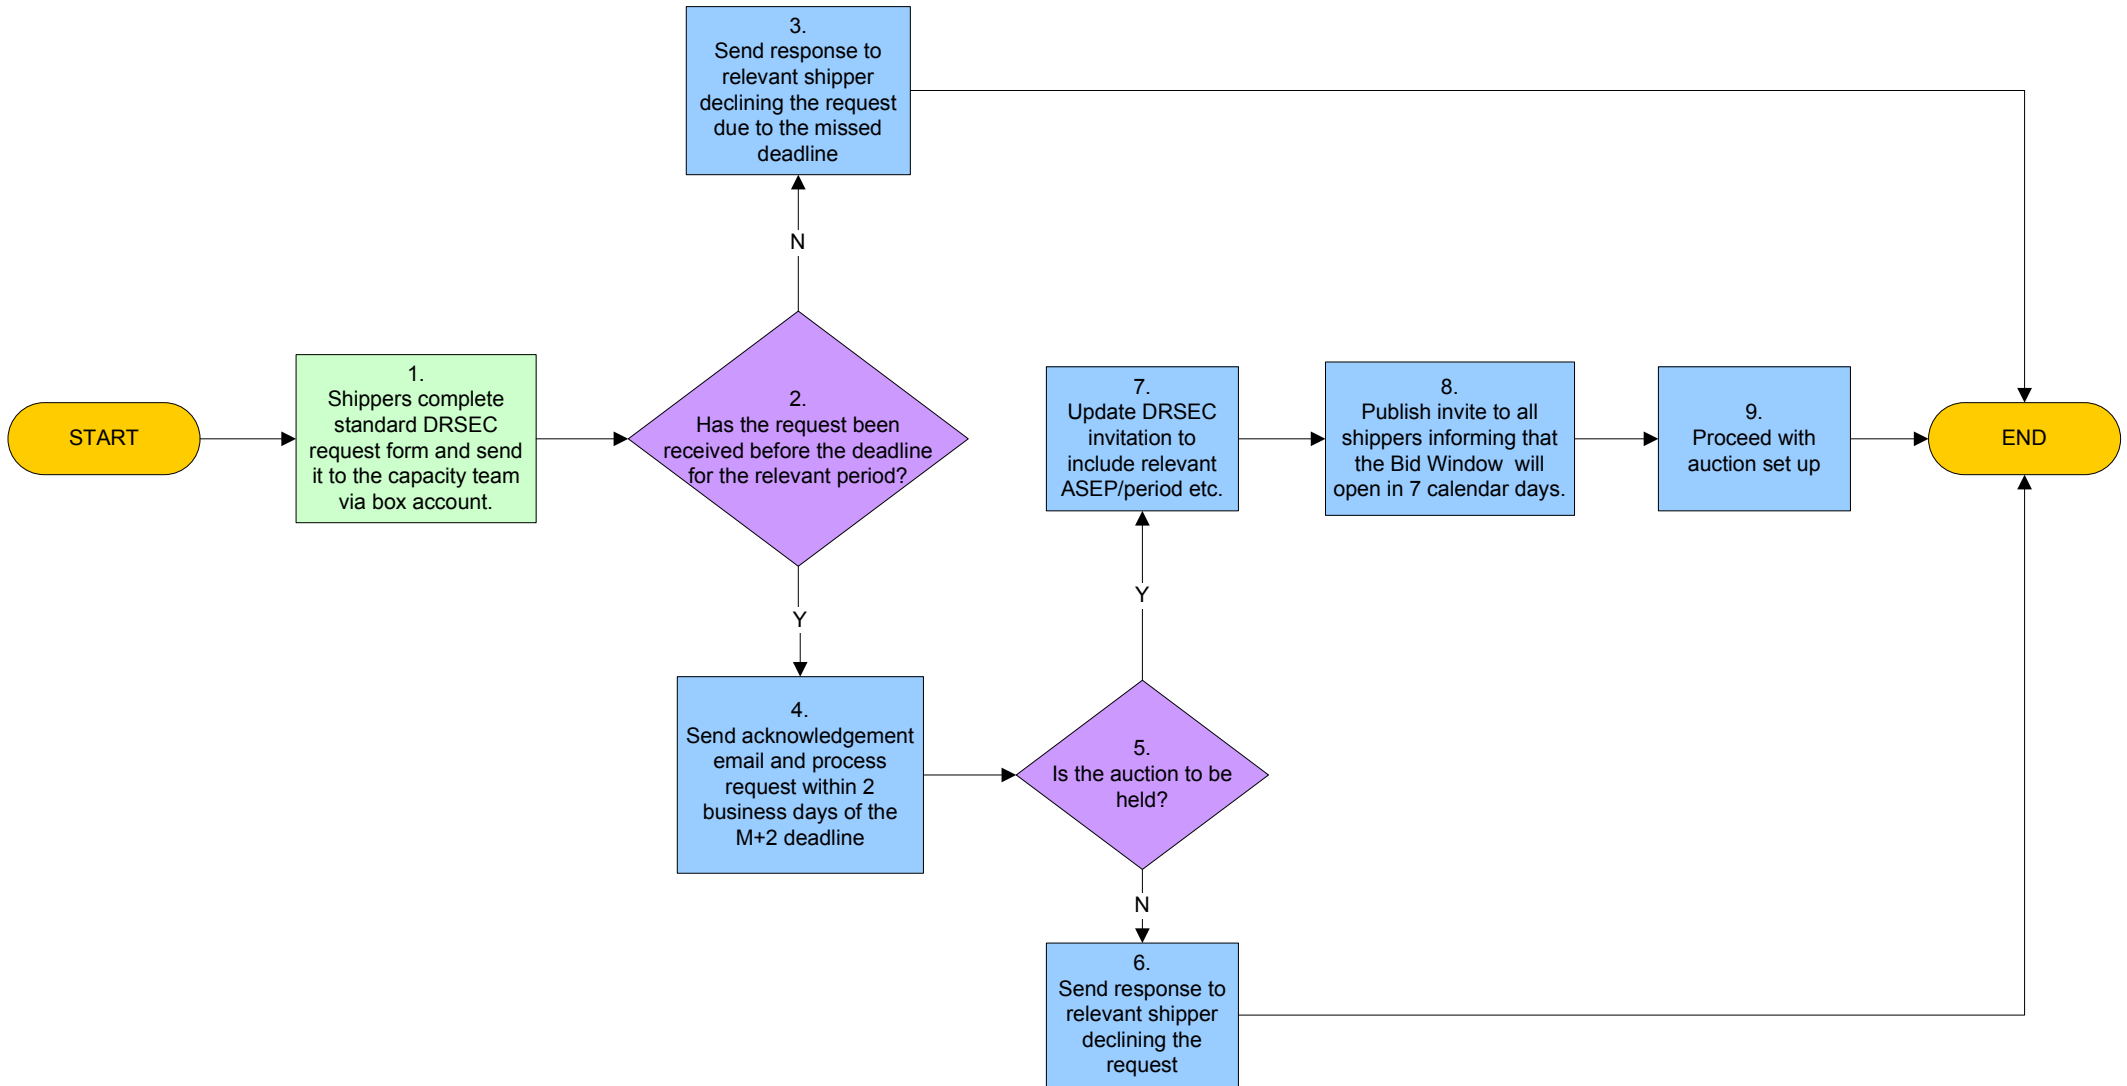 START
1.
Shippers complete
standard DRSEC
request form and send
it to the capacity team
via box account.
2.
Has the request been
received before the deadline
for the relevant period?
N
3.
Send response to
relevant shipper
declining the request
due to the missed
deadline
Y
4.
Send acknowledgement
email and process
request within 2
business days of the
M+2 deadline
5.
Is the auction to be
held?
N
6.
Send response to
relevant shipper
declining the
request
Y
7.
Update DRSEC
invitation to
include relevant
ASEP/period etc.
8.
Publish invite to all
shippers informing that
the Bid Window will
open in 7 calendar days.
9.
Proceed with
auction set up
END